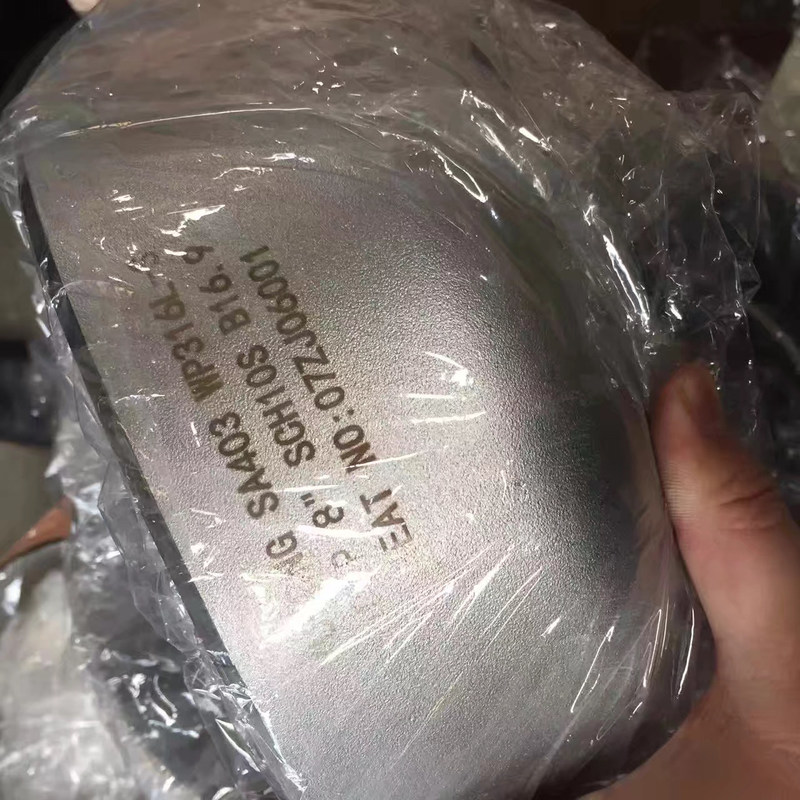 SA403 WP316L-S
8" SCH10S B16.9
EAT NO:07ZJ06001